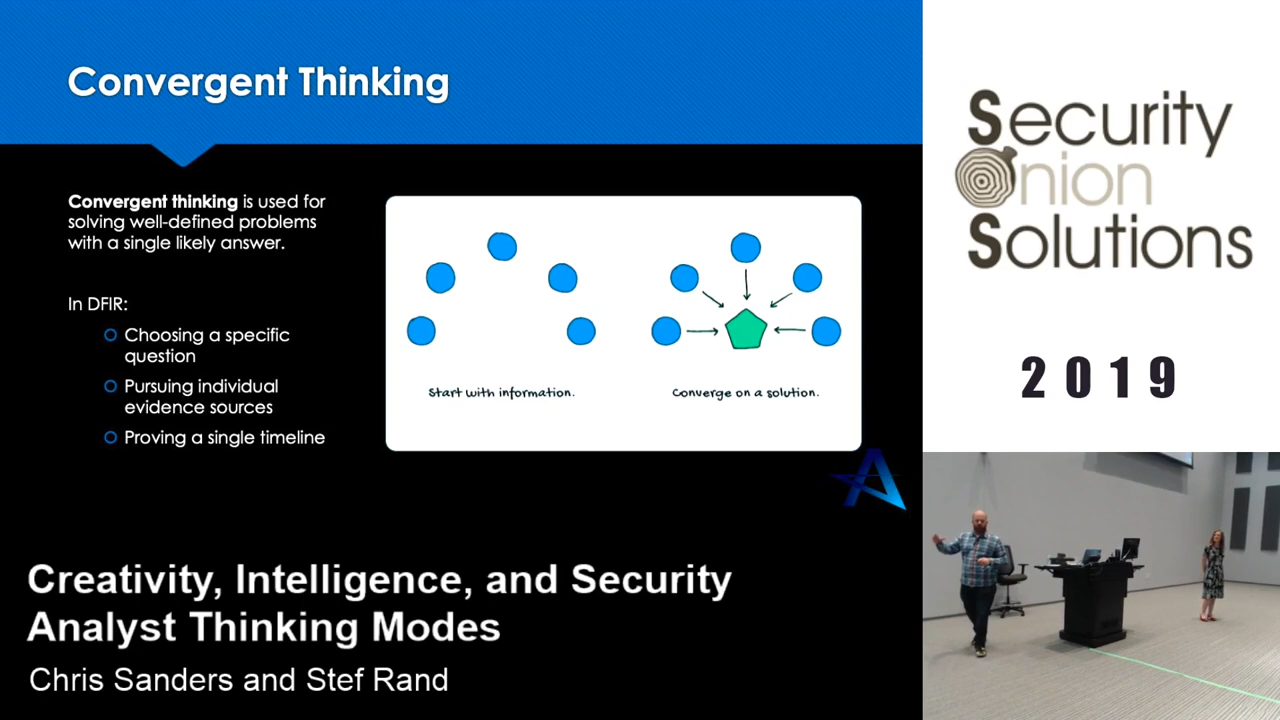 Convergent Thinking
Convergent thinking is used for
solving well-defined problems
with a single likely answer.
In DFIR:
Choosing a specific
question
Pursuing individual
evidence sources
Proving a single timeline
Start with information.
Converge on a solution.
Security
Onion
Solutions
2019
Creativity, Intelligence, and Security
Analyst Thinking Modes
Chris Sanders and Stef Rand